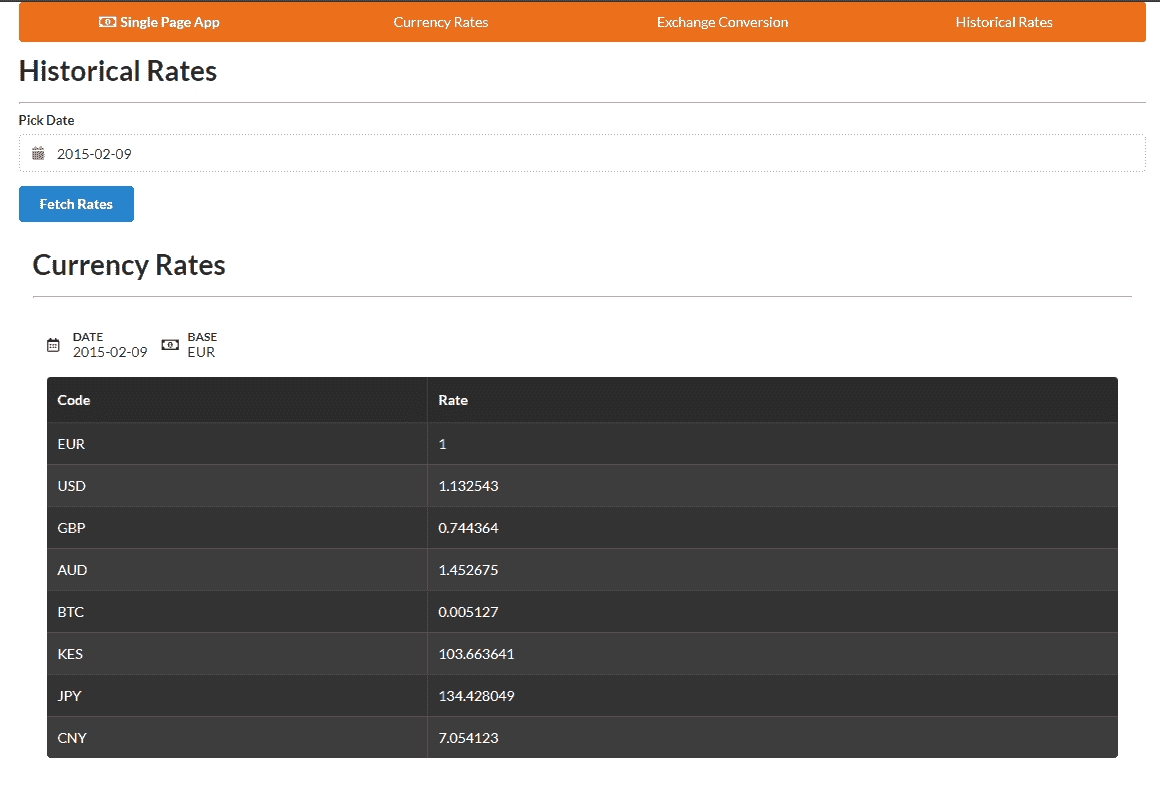 Single Page App Currency Rates Exchange Conversion Historical Rates
Historical Rates
Pick Date
2015-02-09
Fetch Rates
Currency Rates
DATE BASE
2015-02-09 EUR
Code Rate
EUR 1
USD 1.132543
GBP 0.744364
AUD 1.452675
BTC 0.005127
KES 103.663641
JPY 134.428049
CNY 7.054123